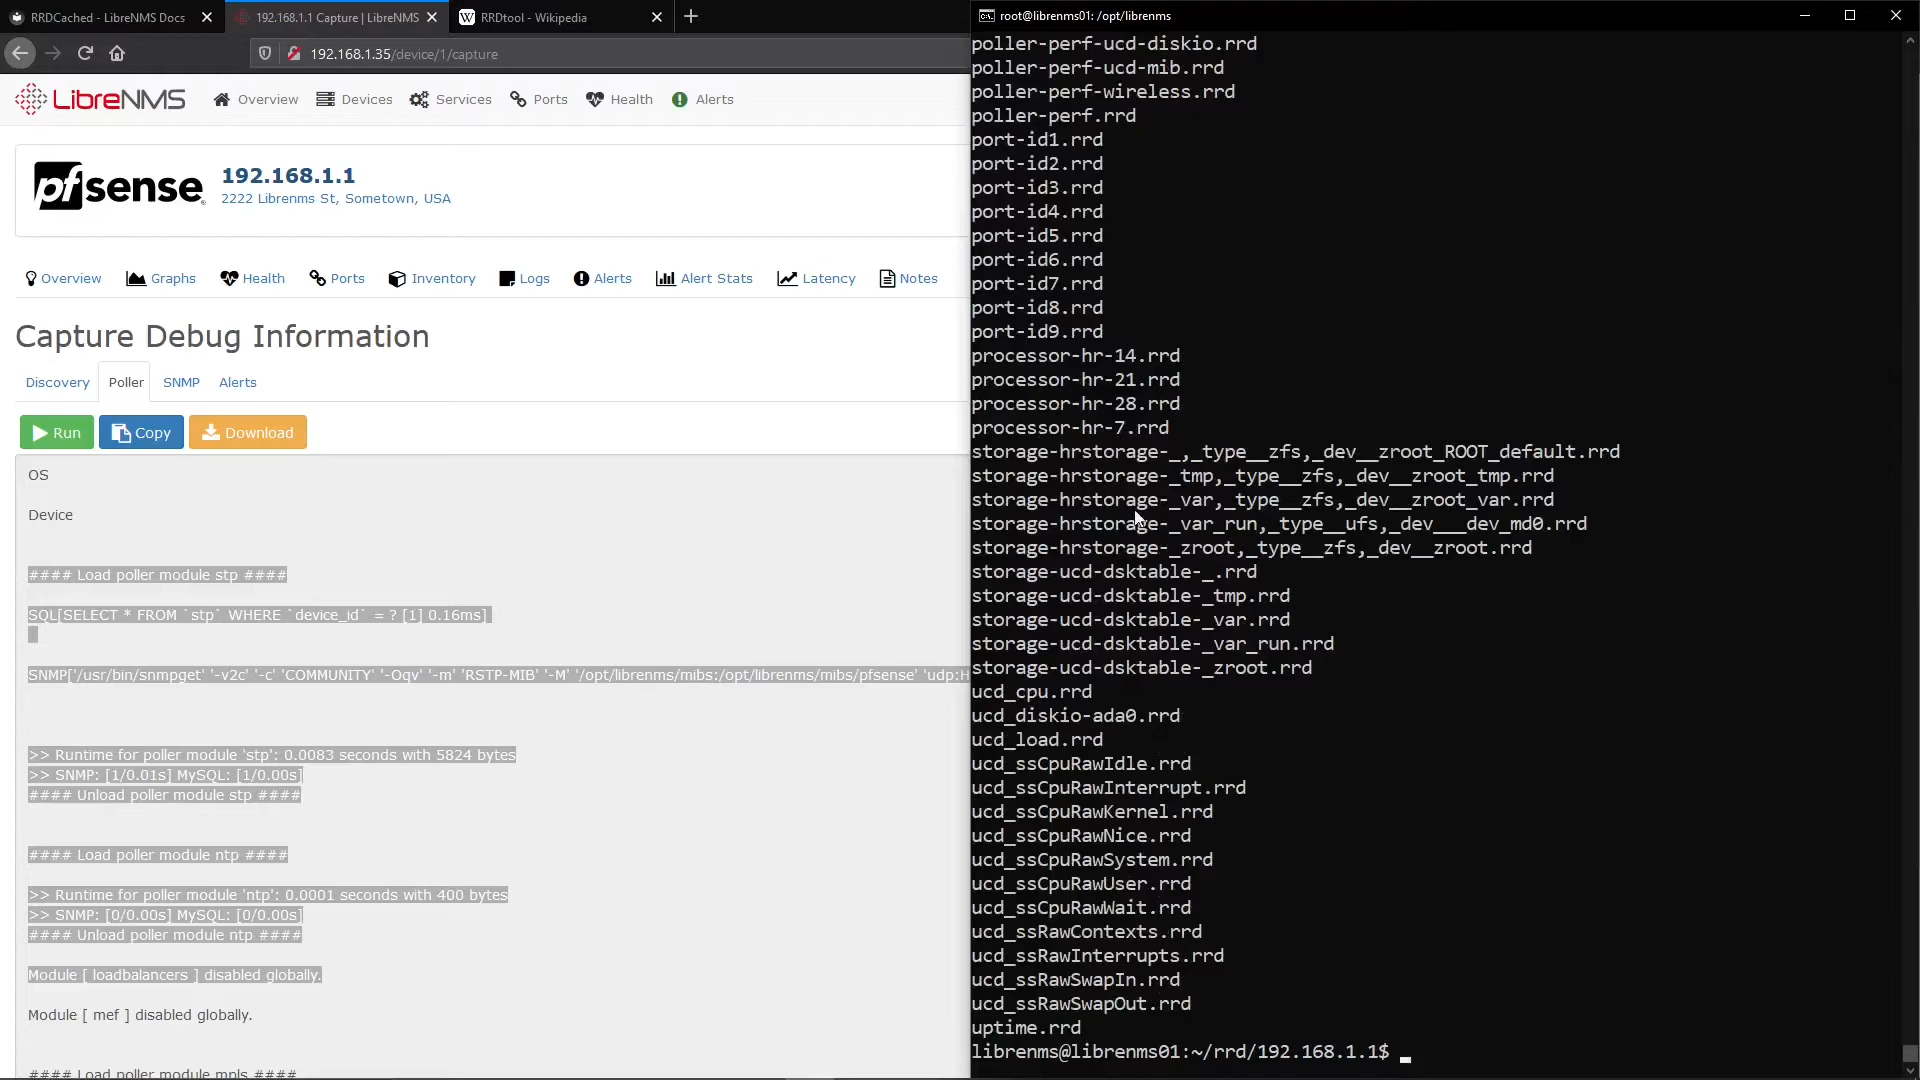 RRDCached - LibreNMS Docs
192.168.1.1 Capture | LibreNMS
RRDtool - Wikipedia
192.168.1.35/device/1/capture
LibreNMS
Overview
Devices
Services
Ports
Health
Alerts
pfsense
192.168.1.1
2222 Librenms St, Sometown, USA
Overview
Graphs
Health
Ports
Inventory
Logs
Alerts
Alert Stats
Latency
Notes
Capture Debug Information
Discovery
Poller
SNMP
Alerts
Run
Copy
Download
OS
Device
#### Load poller module stp ####
SQL[SELECT * FROM `stp` WHERE `device_id` = ? [1] 0.16ms]
SNMP['/usr/bin/snmpget' '-v2c' '-c' 'COMMUNITY' '-Oqv' '-m' 'RSTP-MIB' '-M' '/opt/librenms/mibs:/opt/librenms/mibs/pfsense' 'udp:H
>> Runtime for poller module 'stp': 0.0083 seconds with 5824 bytes
>> SNMP: [1/0.01s] MySQL: [1/0.00s]
#### Unload poller module stp ####
#### Load poller module ntp ####
>> Runtime for poller module 'ntp': 0.0001 seconds with 400 bytes
>> SNMP: [0/0.00s] MySQL: [0/0.00s]
#### Unload poller module ntp ####
Module [ loadbalancers ] disabled globally.
Module [ mef ] disabled globally.
#### Load poller module mpls ####
root@librenms01: /opt/librenms
poller-perf-ucd-diskio.rrd
poller-perf-ucd-mib.rrd
poller-perf-wireless.rrd
poller-perf.rrd
port-id1.rrd
port-id2.rrd
port-id3.rrd
port-id4.rrd
port-id5.rrd
port-id6.rrd
port-id7.rrd
port-id8.rrd
port-id9.rrd
processor-hr-14.rrd
processor-hr-21.rrd
processor-hr-28.rrd
processor-hr-7.rrd
storage-hrstorage-_,_type__zfs,_dev__zroot_ROOT_default.rrd
storage-hrstorage-_tmp,_type__zfs,_dev__zroot_tmp.rrd
storage-hrstorage-_var,_type__zfs,_dev__zroot_var.rrd
storage-hrstorage-_var_run,_type__ufs,_dev___dev_md0.rrd
storage-hrstorage-_zroot,_type__zfs,_dev__zroot.rrd
storage-ucd-dsktable-_.rrd
storage-ucd-dsktable-_tmp.rrd
storage-ucd-dsktable-_var.rrd
storage-ucd-dsktable-_var_run.rrd
storage-ucd-dsktable-_zroot.rrd
ucd_cpu.rrd
ucd_diskio-ada0.rrd
ucd_load.rrd
ucd_ssCpuRawIdle.rrd
ucd_ssCpuRawInterrupt.rrd
ucd_ssCpuRawKernel.rrd
ucd_ssCpuRawNice.rrd
ucd_ssCpuRawSystem.rrd
ucd_ssCpuRawUser.rrd
ucd_ssCpuRawWait.rrd
ucd_ssRawContexts.rrd
ucd_ssRawInterrupts.rrd
ucd_ssRawSwapIn.rrd
ucd_ssRawSwapOut.rrd
uptime.rrd
librenms@librenms01:~/rrd/192.168.1.1$